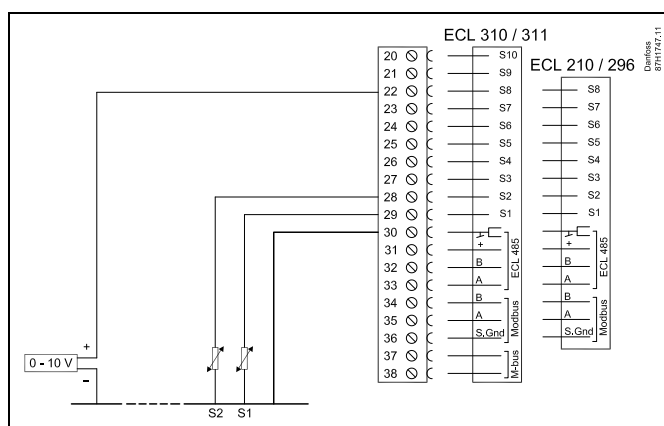 ECL 310 / 311
ECL 210 / 296
Danfoss
87H1747.11
20 S10
21 S9
22 S8 S8
23 S7 S7
24 S6 S6
25 S5 S5
26 S4 S4
27 S3 S3
28 S2 S2
29 S1 S1
30
31 + +
32 B B
33 A A
ECL 485 ECL 485
34 B B
35 A A
36 S.Gnd S.Gnd
Modbus Modbus
37
38
M-bus
+
0 - 10 V
–
S2 S1